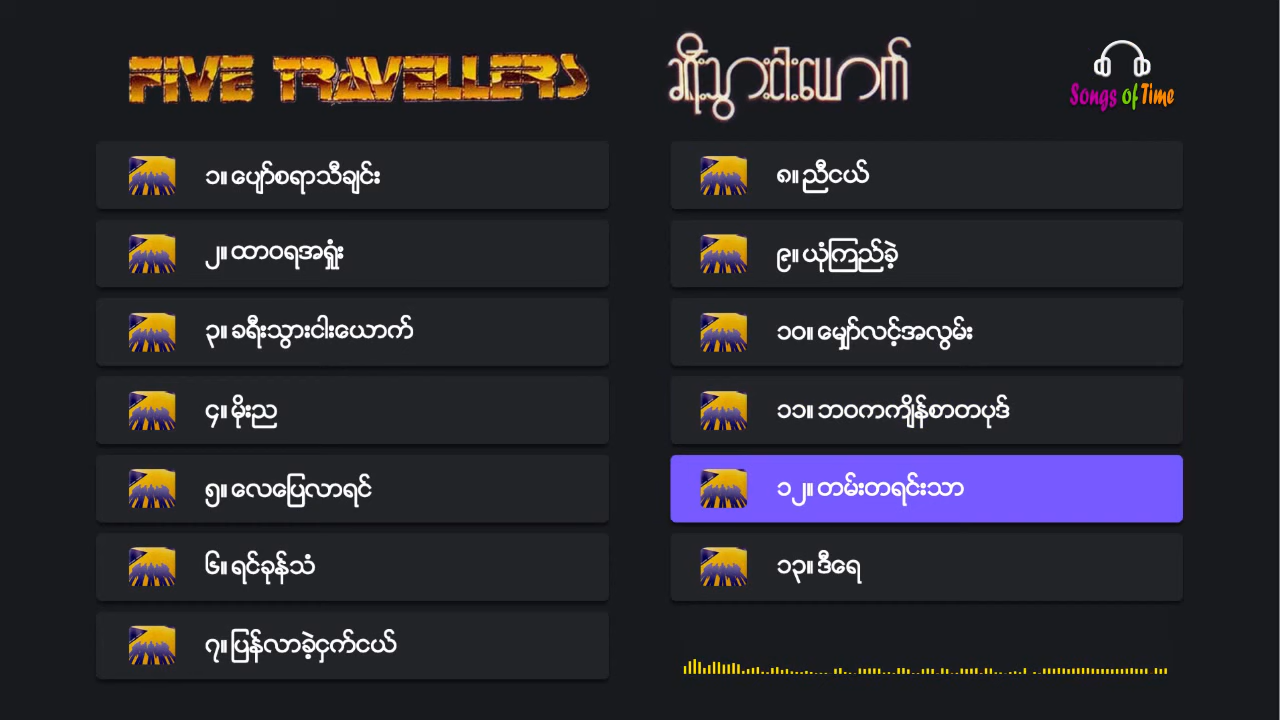 FIVE TRAVELLERS
ခရီးသွားငါးယောက်
Songs of Time
၁။ ပျော်စရာသီချင်း
၂။ ထာဝရအရှုံး
၃။ ခရီးသွားငါးယောက်
၄။ မိုးည
၅။ လေပြေလာရင်
၆။ ရင်ခုန်သံ
၇။ ပြန်လာခဲ့ငှက်ငယ်
၈။ ညီငယ်
၉။ ယုံကြည်ခဲ့
၁၀။ မျှော်လင့်အလွမ်း
၁၁။ ဘဝကကျိန်စာတပုဒ်
၁၂။ တမ်းတရင်းသာ
၁၃။ ဒီရေ